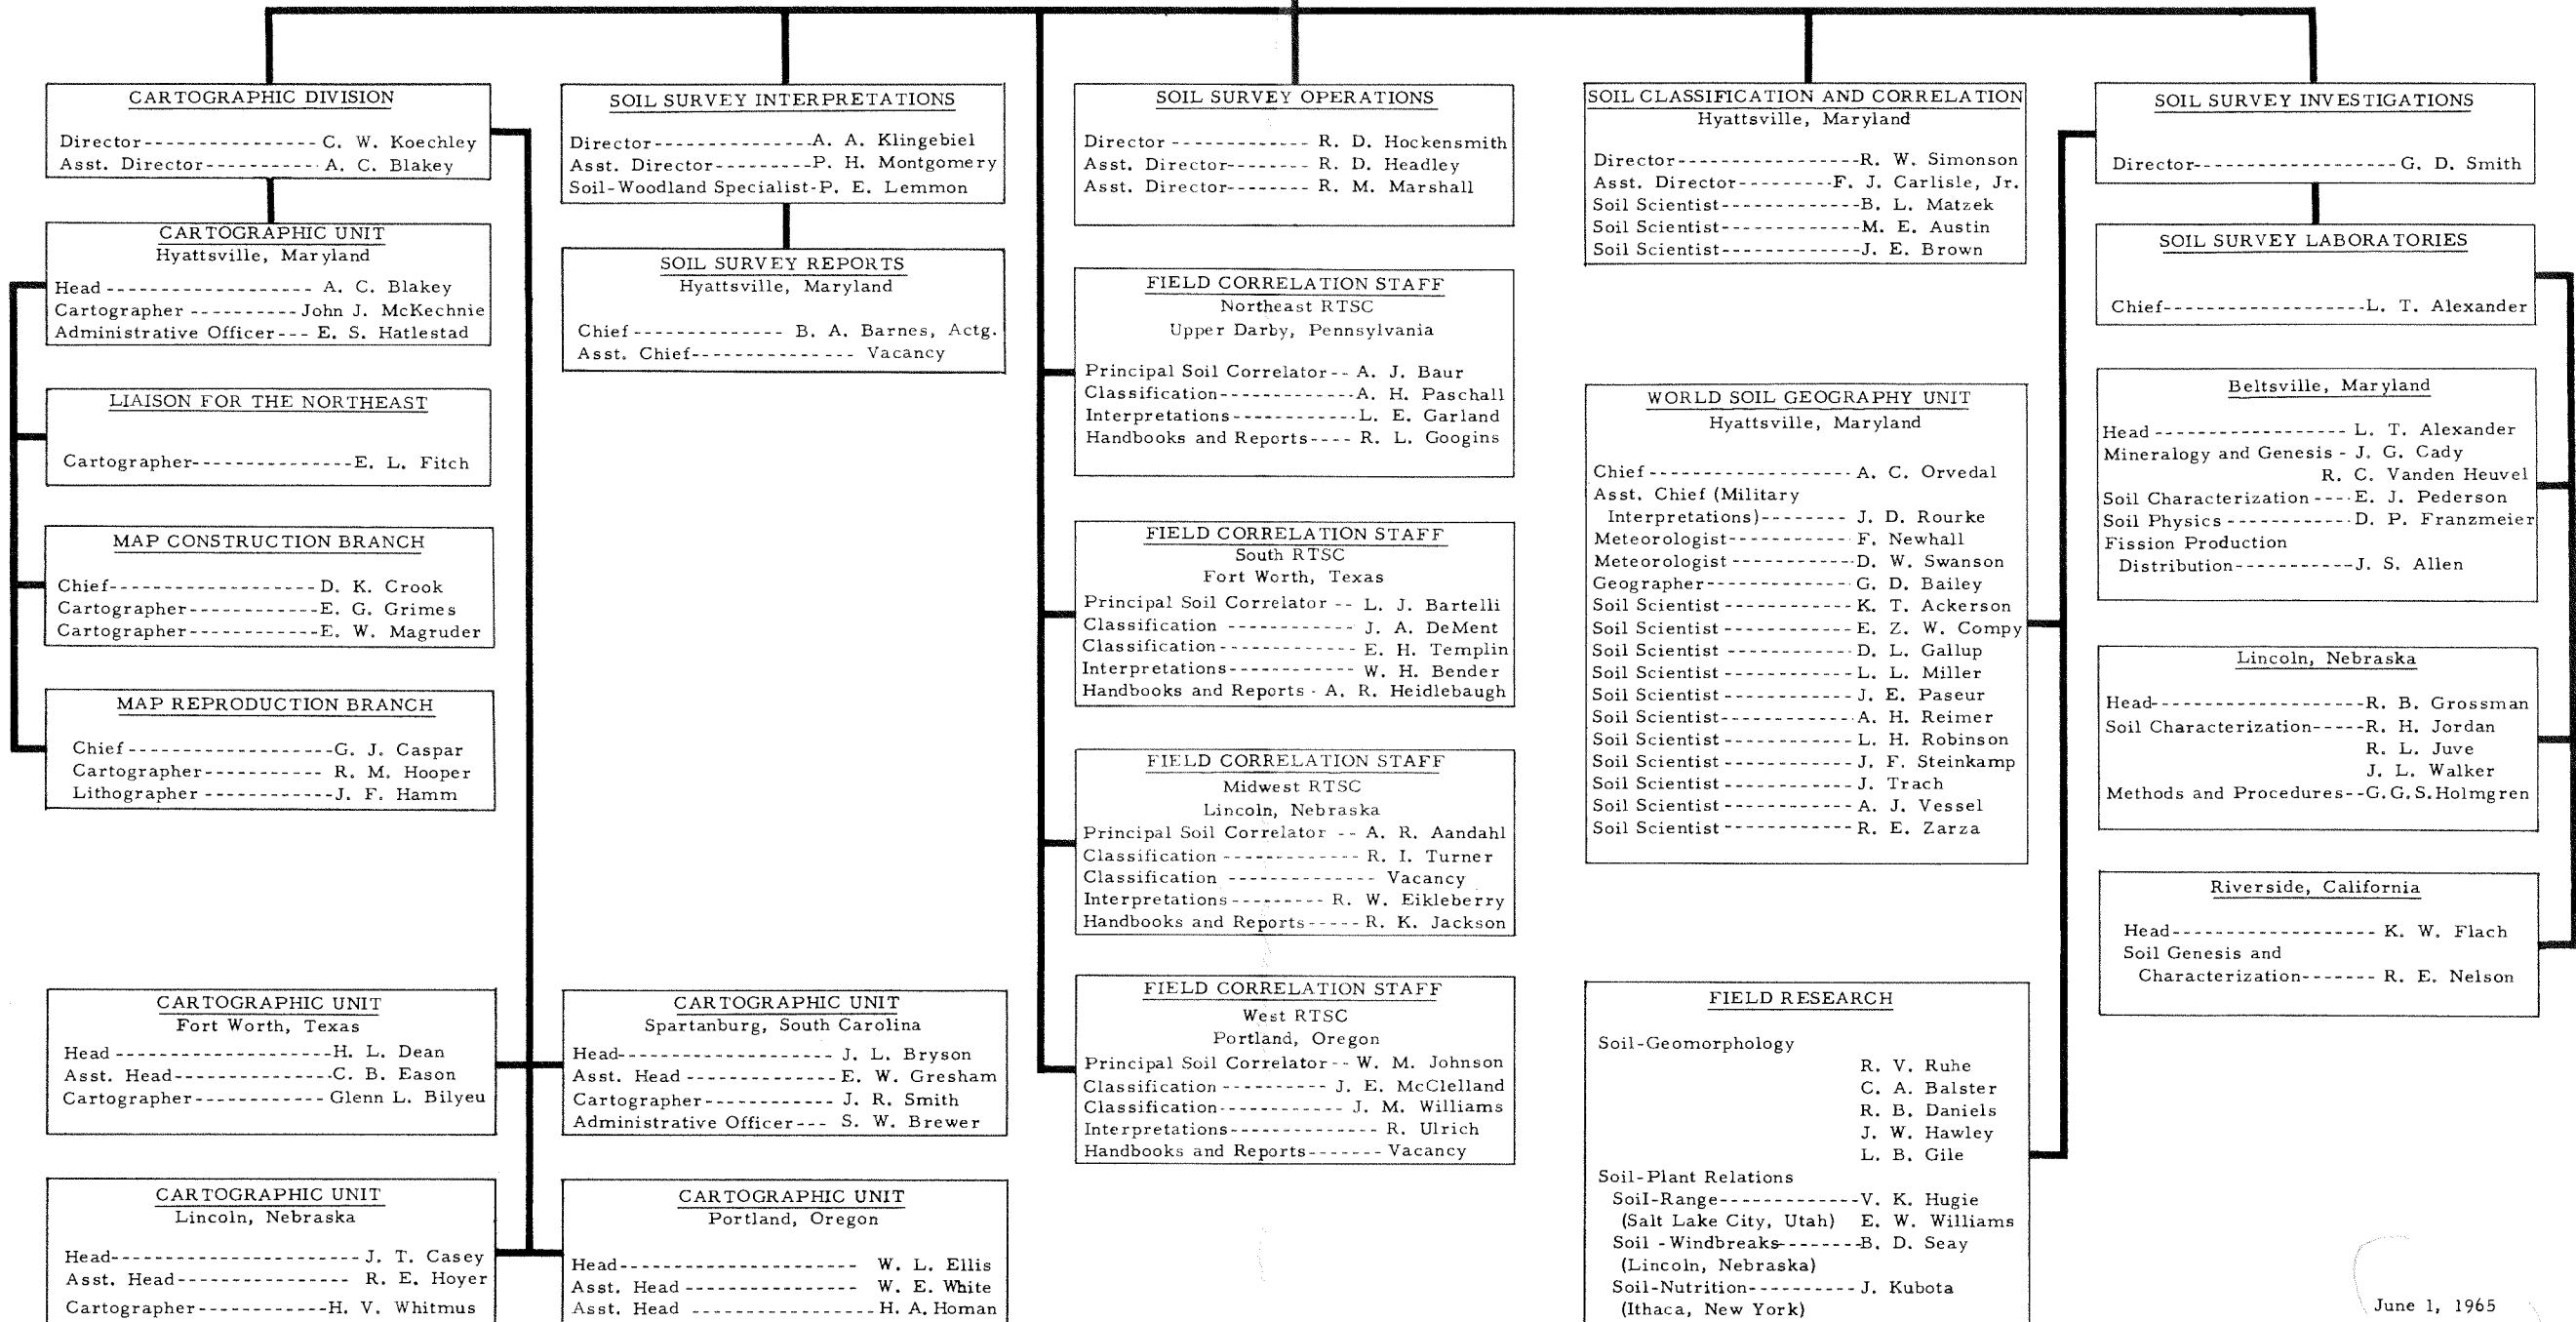 CARTOGRAPHIC DIVISION
Director---------------- C. W. Koechley
Asst. Director----------- A. C. Blakey
CARTOGRAPHIC UNIT
Hyattsville, Maryland
Head ------------------ A. C. Blakey
Cartographer ----------John J. McKechnie
Administrative Officer--- E. S. Hatlestad
LIAISON FOR THE NORTHEAST
Cartographer---------------E. L. Fitch
MAP CONSTRUCTION BRANCH
Chief------------------D. K. Crook
Cartographer------------E. G. Grimes
Cartographer------------E. W. Magruder
MAP REPRODUCTION BRANCH
Chief------------------G. J. Caspar
Cartographer----------- R. M. Hooper
Lithographer ------------J. F. Hamm
CARTOGRAPHIC UNIT
Fort Worth, Texas
Head -------------------H. L. Dean
Asst. Head--------------C. B. Eason
Cartographer------------ Glenn L. Bilyeu
CARTOGRAPHIC UNIT
Lincoln, Nebraska
Head----------------------J. T. Casey
Asst. Head---------------- R. E. Hoyer
Cartographer------------H. V. Whitmus
SOIL SURVEY INTERPRETATIONS
Director---------------A. A. Klingebiel
Asst. Director---------P. H. Montgomery
Soil-Woodland Specialist-P. E. Lemmon
SOIL SURVEY REPORTS
Hyattsville, Maryland
Chief -------------- B. A. Barnes, Actg.
Asst. Chief--------------- Vacancy
CARTOGRAPHIC UNIT
Spartanburg, South Carolina
Head------------------- J. L. Bryson
Asst. Head --------------E. W. Gresham
Cartographer------------ J. R. Smith
Administrative Officer--- S. W. Brewer
CARTOGRAPHIC UNIT
Portland, Oregon
Head---------------------- W. L. Ellis
Asst. Head ---------------- W. E. White
Asst. Head -----------------H. A. Homan
SOIL SURVEY OPERATIONS
Director ------------- R. D. Hockensmith
Asst. Director-------- R. D. Headley
Asst. Director-------- R. M. Marshall
FIELD CORRELATION STAFF
Northeast RTSC
Upper Darby, Pennsylvania
Principal Soil Correlator-- A. J. Baur
Classification-------------A. H. Paschall
Interpretations------------L. E. Garland
Handbooks and Reports---- R. L. Googins
FIELD CORRELATION STAFF
South RTSC
Fort Worth, Texas
Principal Soil Correlator -- L. J. Bartelli
Classification ------------ J. A. DeMent
Classification------------- E. H. Templin
Interpretations------------ W. H. Bender
Handbooks and Reports - A. R. Heidlebaugh
FIELD CORRELATION STAFF
Midwest RTSC
Lincoln, Nebraska
Principal Soil Correlator -- A. R. Aandahl
Classification ------------- R. I. Turner
Classification -------------- Vacancy
Interpretations--------- R. W. Eikleberry
Handbooks and Reports----- R. K. Jackson
FIELD CORRELATION STAFF
West RTSC
Portland, Oregon
Principal Soil Correlator-- W. M. Johnson
Classification---------- J. E. McClelland
Classification------------ J. M. Williams
Interpretations-------------- R. Ulrich
Handbooks and Reports------- Vacancy
SOIL CLASSIFICATION AND CORRELATION
Hyattsville, Maryland
Director-----------------R. W. Simonson
Asst. Director---------F. J. Carlisle, Jr.
Soil Scientist-------------B. L. Matzek
Soil Scientist-------------M. E. Austin
Soil Scientist-------------J. E. Brown
WORLD SOIL GEOGRAPHY UNIT
Hyattsville, Maryland
Chief ------------------- A. C. Orvedal
Asst. Chief (Military
Interpretations)-------- J. D. Rourke
Meteorologist----------- F. Newhall
Meteorologist-----------D. W. Swanson
Geographer------------- G. D. Bailey
Soil Scientist ------------ K. T. Ackerson
Soil Scientist ------------E. Z. W. Compy
Soil Scientist ------------D. L. Gallup
Soil Scientist ------------L. L. Miller
Soil Scientist ------------J. E. Paseur
Soil Scientist ------------A. H. Reimer
Soil Scientist ------------ L. H. Robinson
Soil Scientist ------------ J. F. Steinkamp
Soil Scientist ------------ J. Trach
Soil Scientist ------------ A. J. Vessel
Soil Scientist ------------ R. E. Zarza
FIELD RESEARCH
Soil-Geomorphology
R. V. Ruhe
C. A. Balster
R. B. Daniels
J. W. Hawley
L. B. Gile
Soil-Plant Relations
Soil-Range-------------V. K. Hugie
(Salt Lake City, Utah) E. W. Williams
Soil -Windbreaks--------B. D. Seay
(Lincoln, Nebraska)
Soil-Nutrition---------- J. Kubota
(Ithaca, New York)
SOIL SURVEY INVESTIGATIONS
Director------------------ G. D. Smith
SOIL SURVEY LABORATORIES
Chief-------------------L. T. Alexander
Beltsville, Maryland
Head ------------------ L. T. Alexander
Mineralogy and Genesis - J. G. Cady
R. C. Vanden Heuvel
Soil Characterization ----E. J. Pederson
Soil Physics ------------D. P. Franzmeier
Fission Production
Distribution-----------J. S. Allen
Lincoln, Nebraska
Head--------------------R. B. Grossman
Soil Characterization-----R. H. Jordan
R. L. Juve
J. L. Walker
Methods and Procedures--G.G.S.Holmgren
Riverside, California
Head------------------- K. W. Flach
Soil Genesis and
Characterization------- R. E. Nelson
June 1, 1965